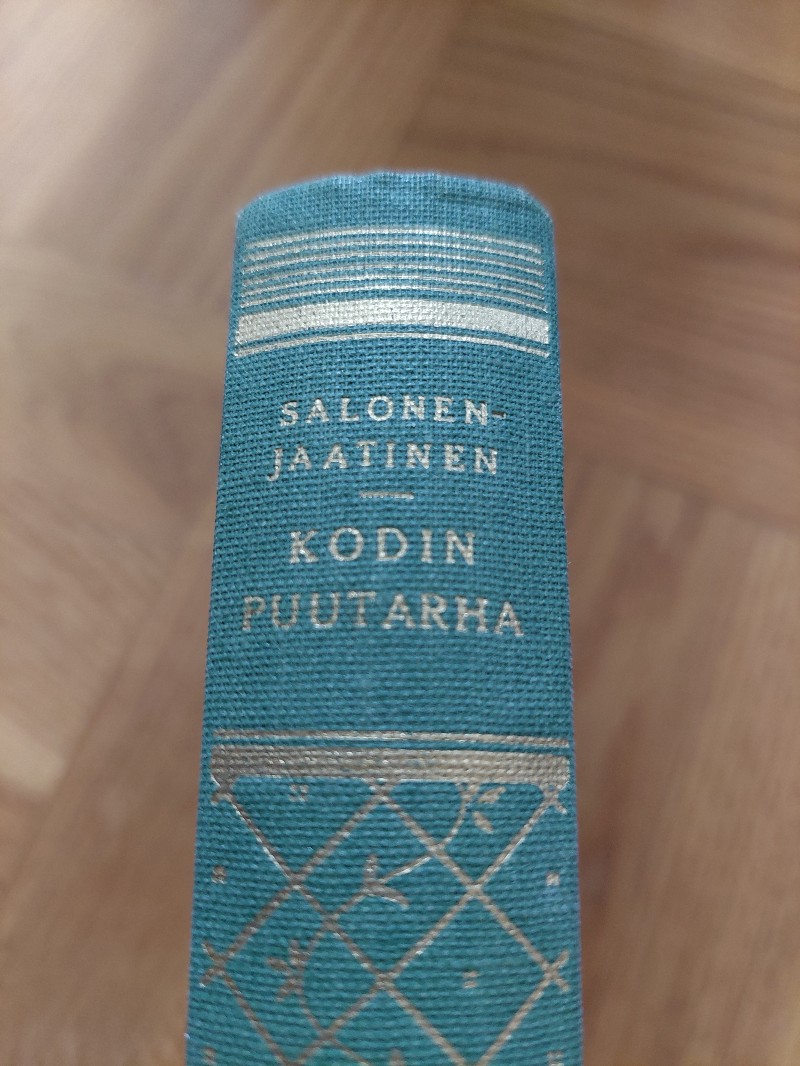 SALONEN-
JAATINEN
KODIN
PUUTARHA